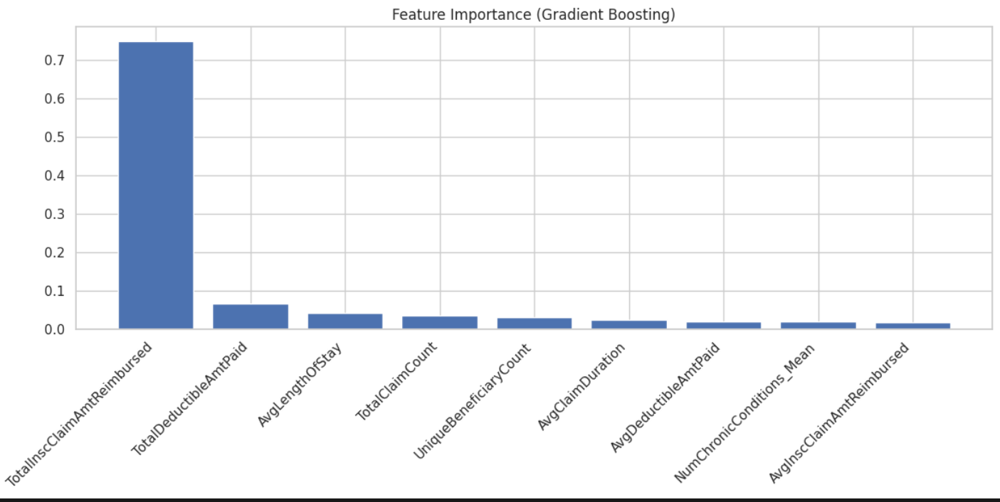 Feature Importance (Gradient Boosting)
0.7
0.6
0.5
0.4
0.3
0.2
0.1
0.0
TotalInscClaimAmtReimbursed
TotalDeductibleAmtPaid
AvgLengthOfStay
TotalClaimCount
UniqueBeneficiaryCount
AvgClaimDuration
AvgDeductibleAmtPaid
NumChronicConditions_Mean
AvgInscClaimAmtReimbursed